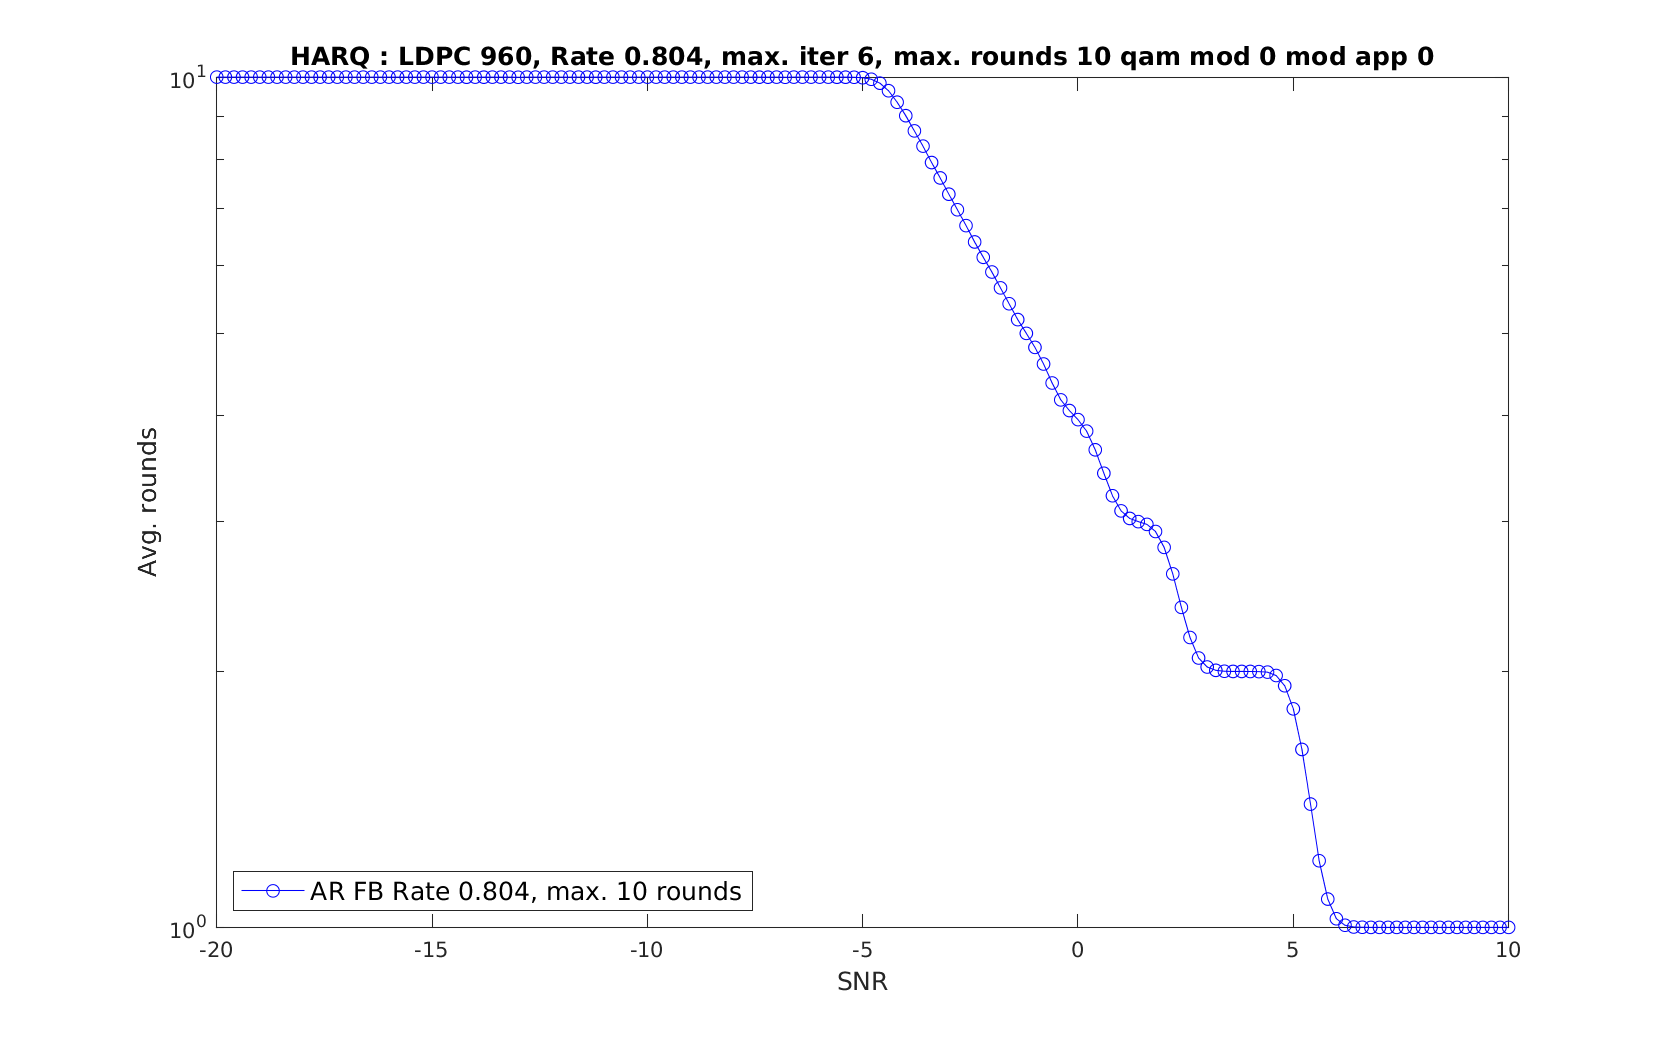 HARQ : LDPC 960, Rate 0.804, max. iter 6, max. rounds 10 qam mod 0 mod app 0
10^1
Avg. rounds
AR FB Rate 0.804, max. 10 rounds
10^0
-20 -15 -10 -5 0 5 10
SNR